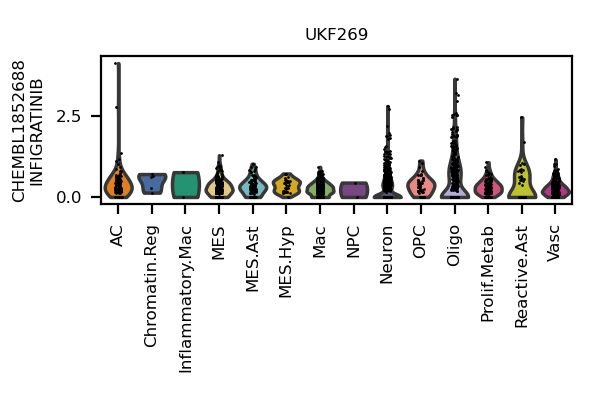 UKF269
CHEMBL1852688
INFIGRATINIB
2.5
0.0
AC
Chromatin.Reg
Inflammatory.Mac
MES
MES.Ast
MES.Hyp
Mac
NPC
Neuron
OPC
Oligo
Prolif.Metab
Reactive.Ast
Vasc